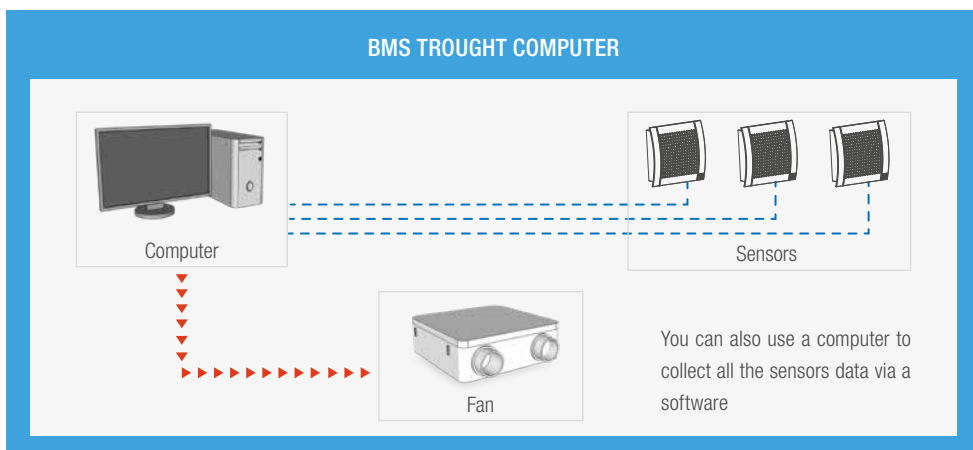 BMS TROUGHT COMPUTER
Computer
Sensors
Fan
You can also use a computer to
collect all the sensors data via a
software